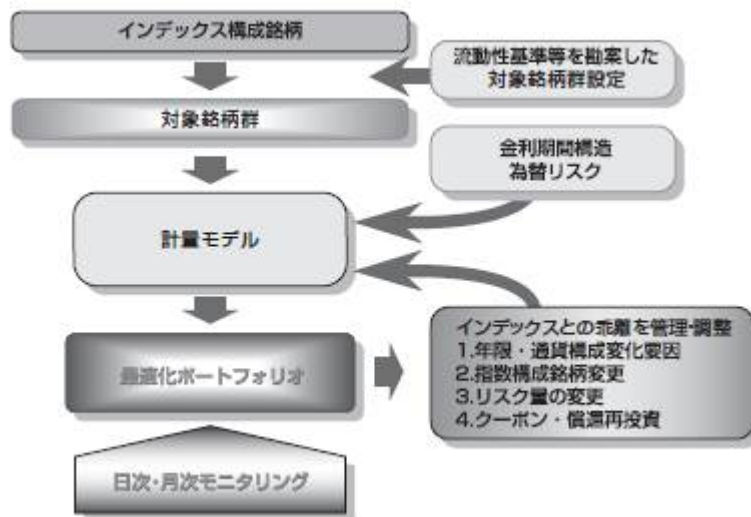 インデックス構成銘柄
流動性基準等を勘案した
対象銘柄群設定
対象銘柄群
金利期間構造
為替リスク
計量モデル
インデックスとの乖離を管理・調整
1.年限・通貨構成変化要因
2.指数構成銘柄変更
3.リスク量の変更
4.クーポン・償還再投資
最適化ポートフォリオ
日次・月次モニタリング